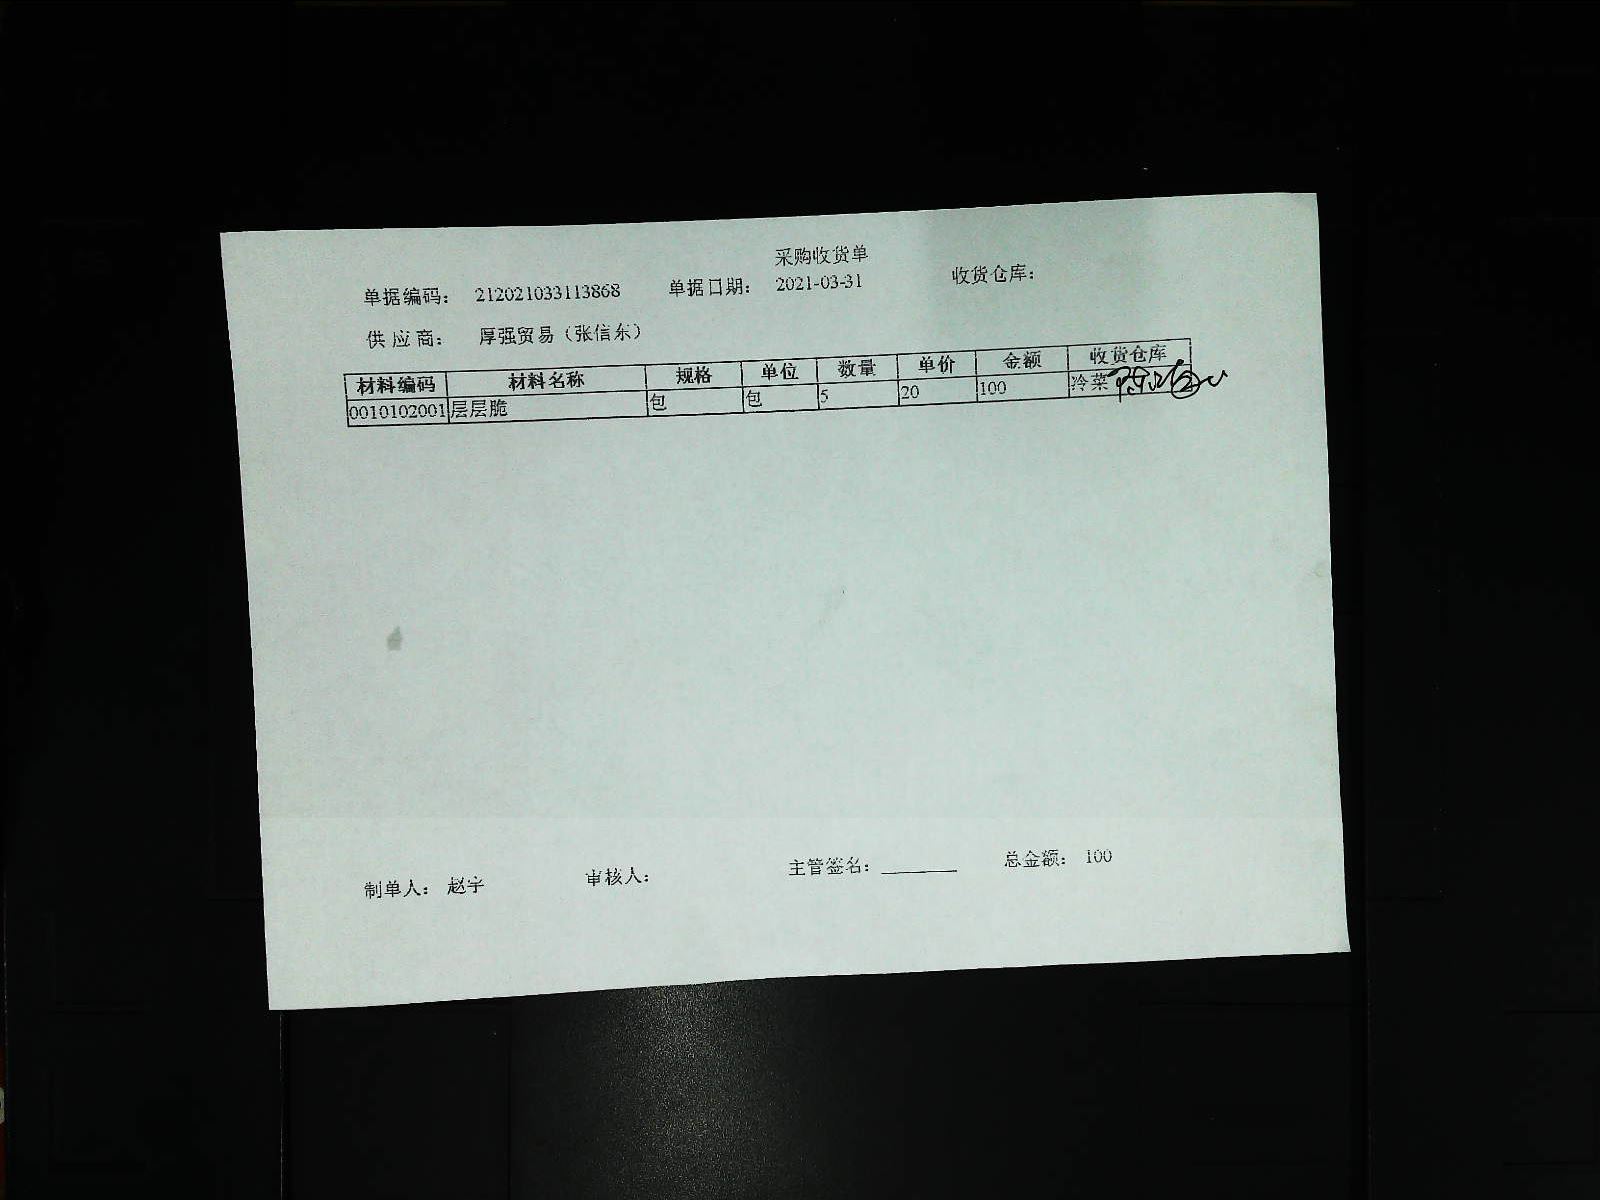 采购收货单
单据编码: 212021033113868 单据日期: 2021-03-31 收货仓库:
供应商: 厚强贸易（张信东）
材料编码 材料名称 规格 单位 数量 单价 金额 收货仓库
0010102001 层层脆 包 包 5 20 100 冷菜
制单人: 赵宇 审核人: 主管签名: 总金额: 100